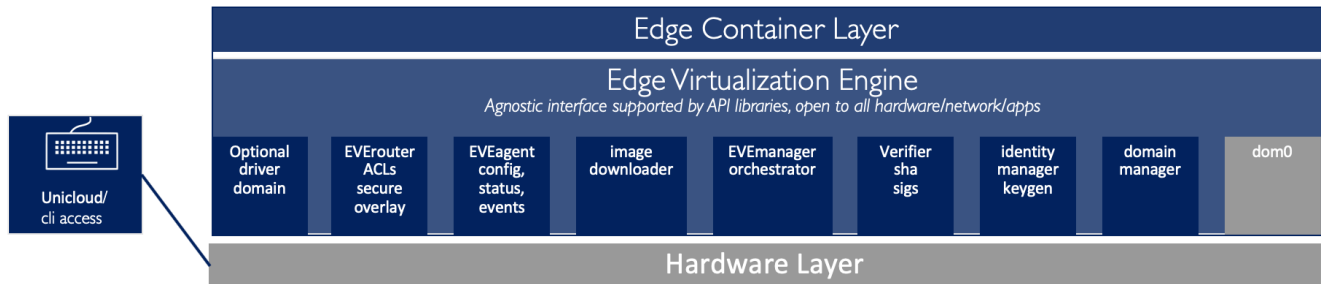 Edge Container Layer
Edge Virtualization Engine
Agnostic interface supported by API libraries, open to all hardware/network/apps
Unicloud/
cli access
Optional
driver
domain
EVErouter
ACLs
secure
overlay
EVEagent
config,
status,
events
image
downloader
EVEmanager
orchestrator
Verifier
sha
sigs
identity
manager
keygen
domain
manager
dom0
Hardware Layer